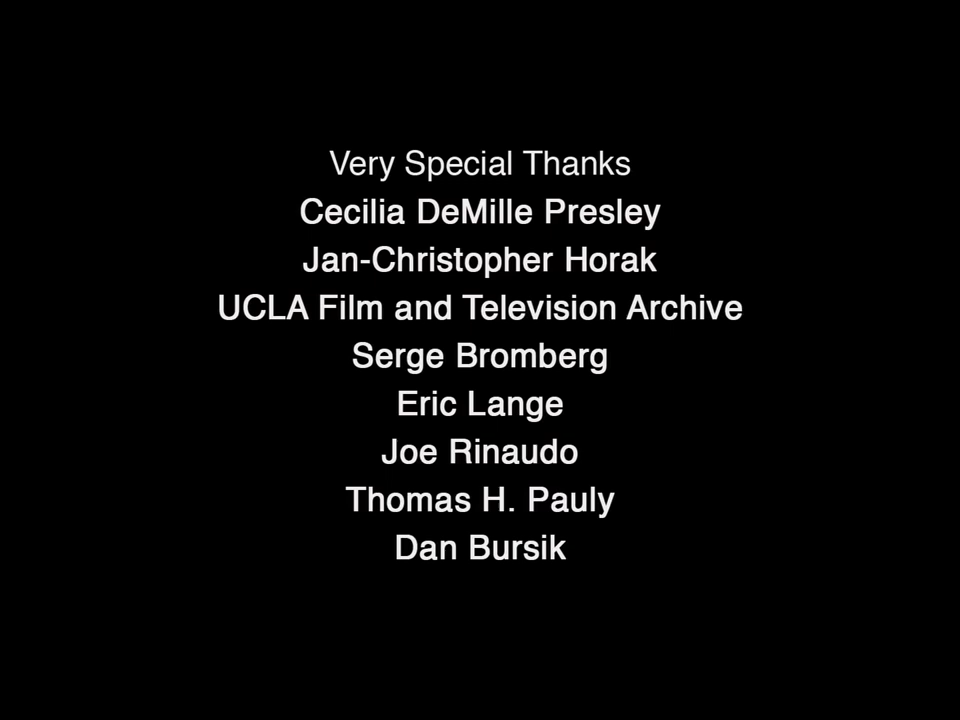 Very Special Thanks
Cecilia DeMille Presley
Jan-Christopher Horak
UCLA Film and Television Archive
Serge Bromberg
Eric Lange
Joe Rinaudo
Thomas H. Pauly
Dan Bursik